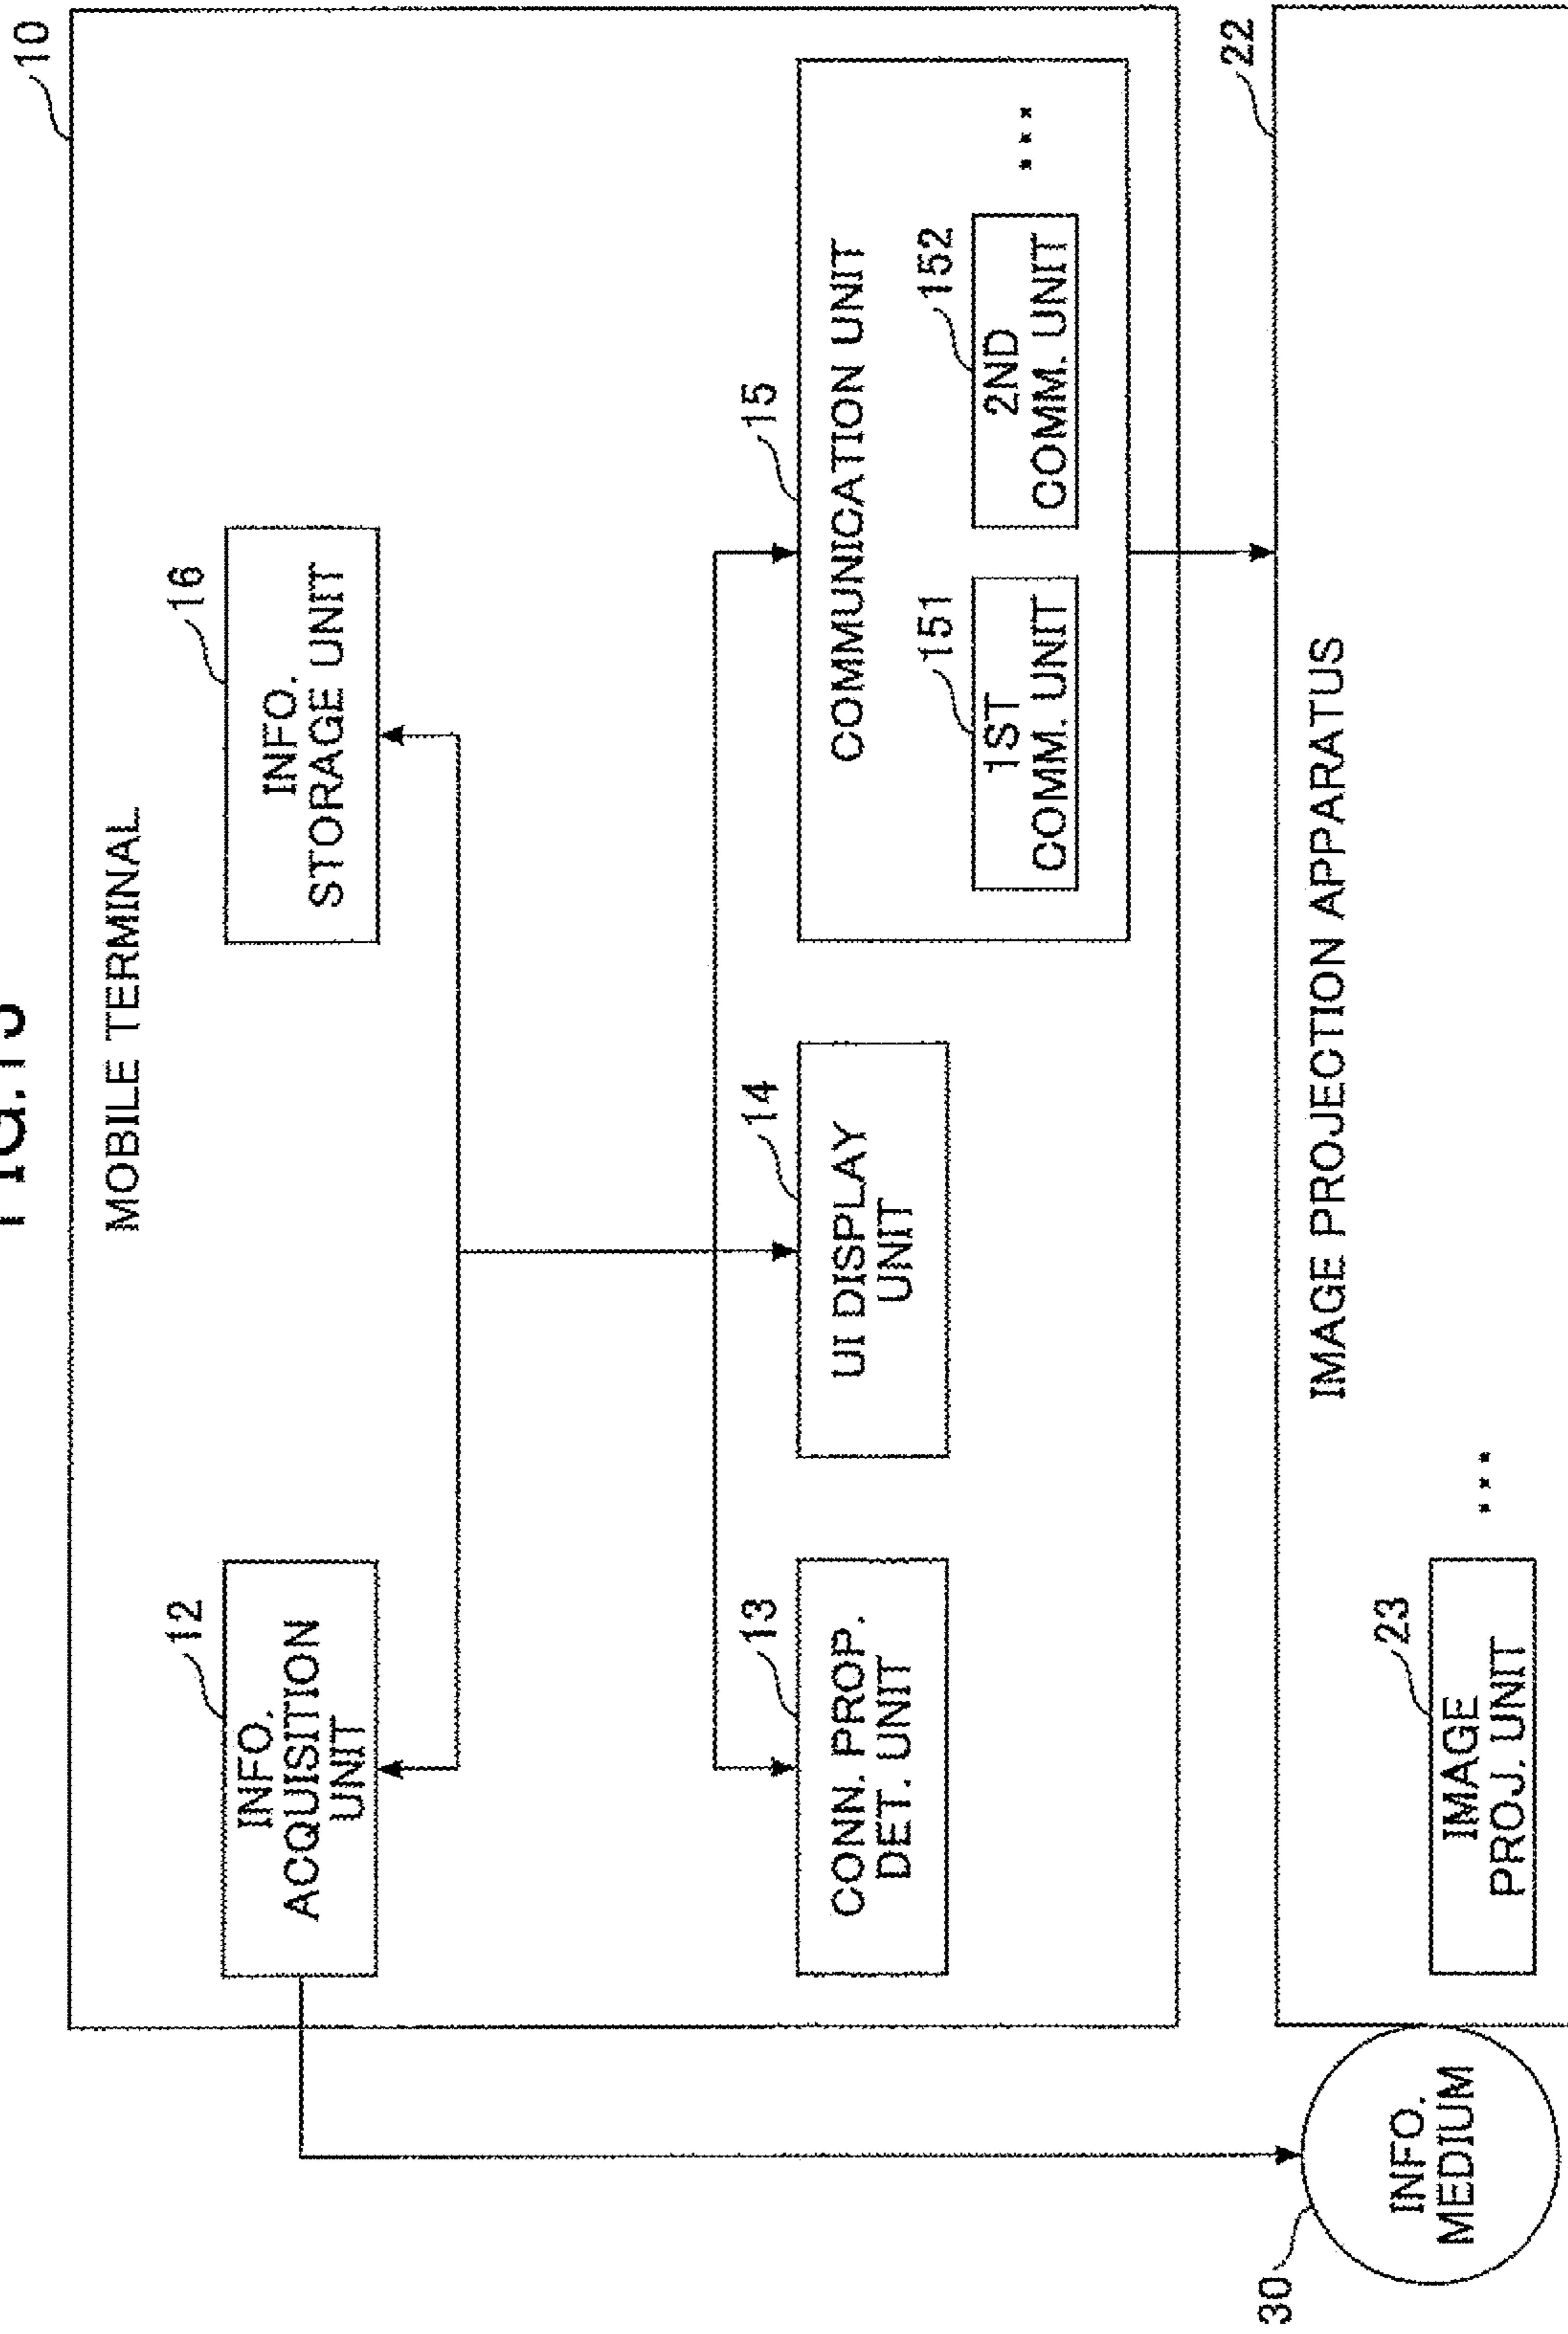 10
MOBILE TERMINAL
12
INFO.
ACQUISITION
UNIT
16
INFO.
STORAGE UNIT
13
CONN. PROP.
DET. UNIT
14
UI DISPLAY
UNIT
15
COMMUNICATION UNIT
151
1ST
COMM. UNIT
152
2ND
COMM. UNIT
...
22
IMAGE PROJECTION APPARATUS
23
IMAGE
PROJ. UNIT
...
30
INFO.
MEDIUM